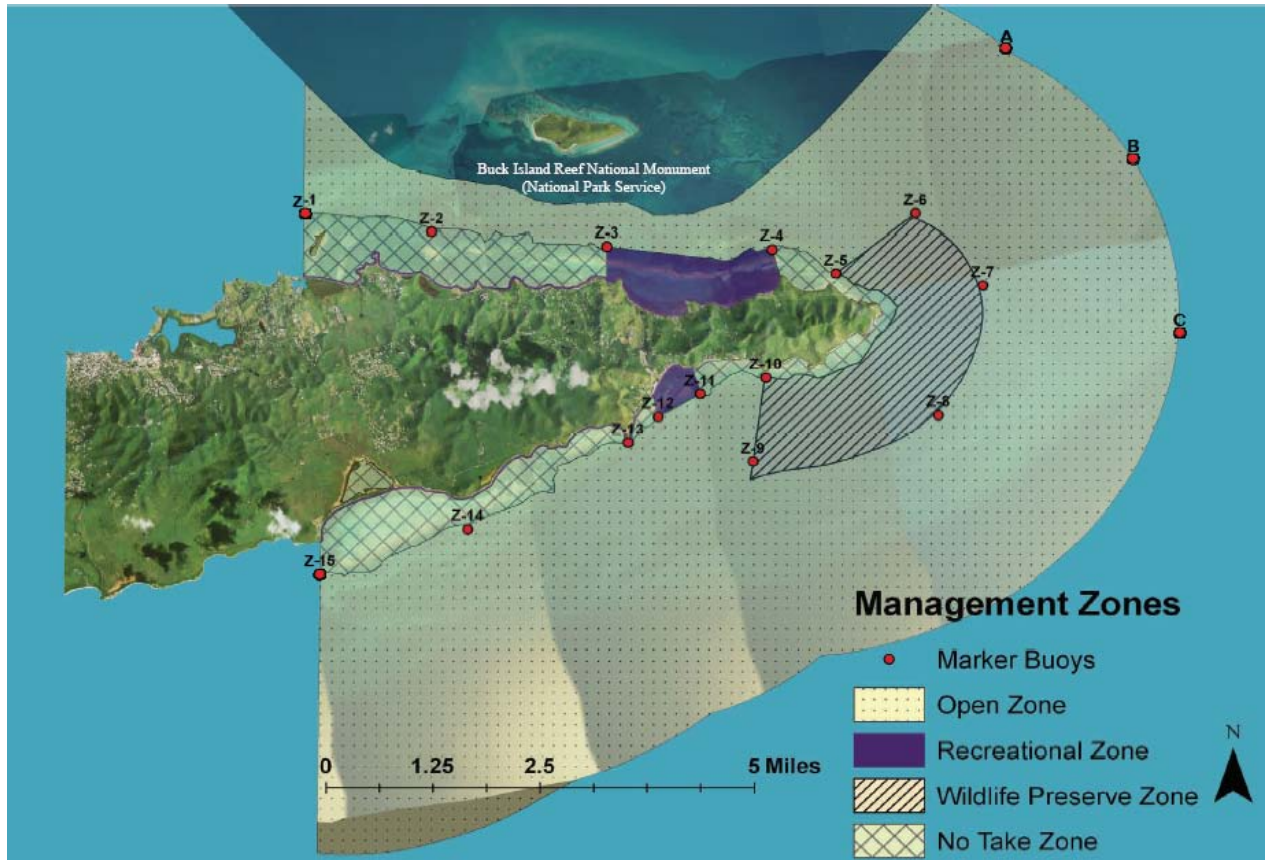 A
B
Buck Island Reef National Monument
(National Park Service)
Z-1
Z-2
Z-3
Z-4
Z-5
Z-6
Z-7
C
Z-10
Z-11
Z-12
Z-8
Z-13
Z-9
Z-14
Z-15
Management Zones
Marker Buoys
Open Zone
Recreational Zone
Wildlife Preserve Zone
No Take Zone
N
0 1.25 2.5 5 Miles